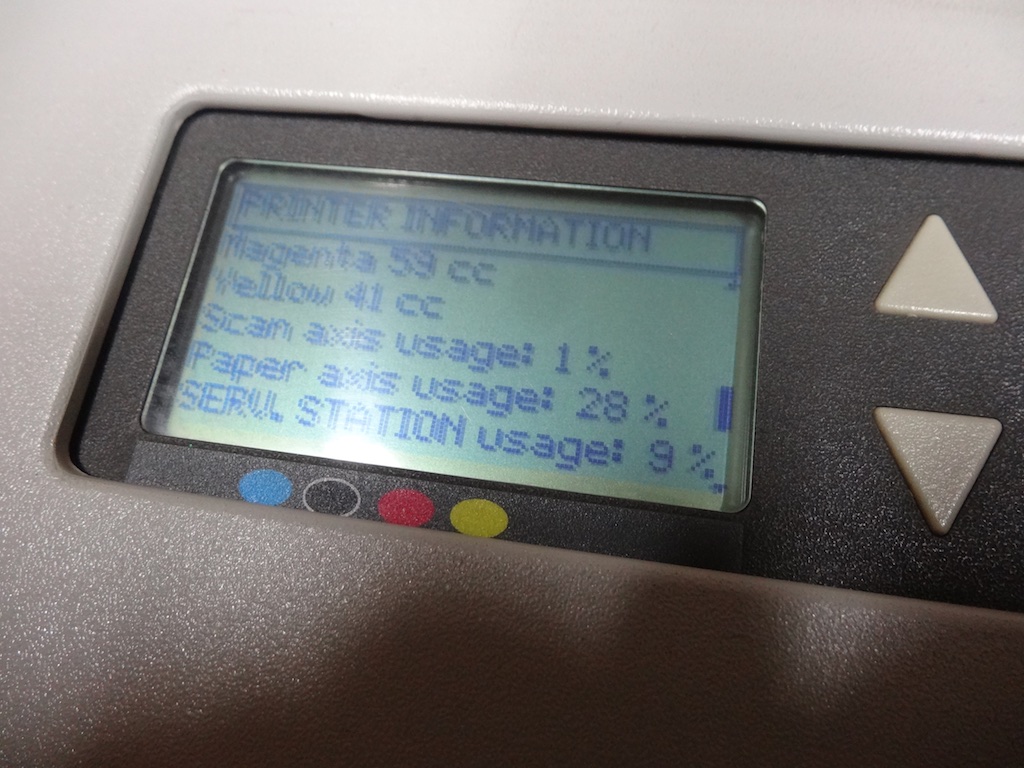 PRINTER INFORMATION
Magenta 59 cc
Yellow 41 cc
Scan axis usage: 1 %
Paper axis usage: 28 %
SERV. STATION usage: 9 %